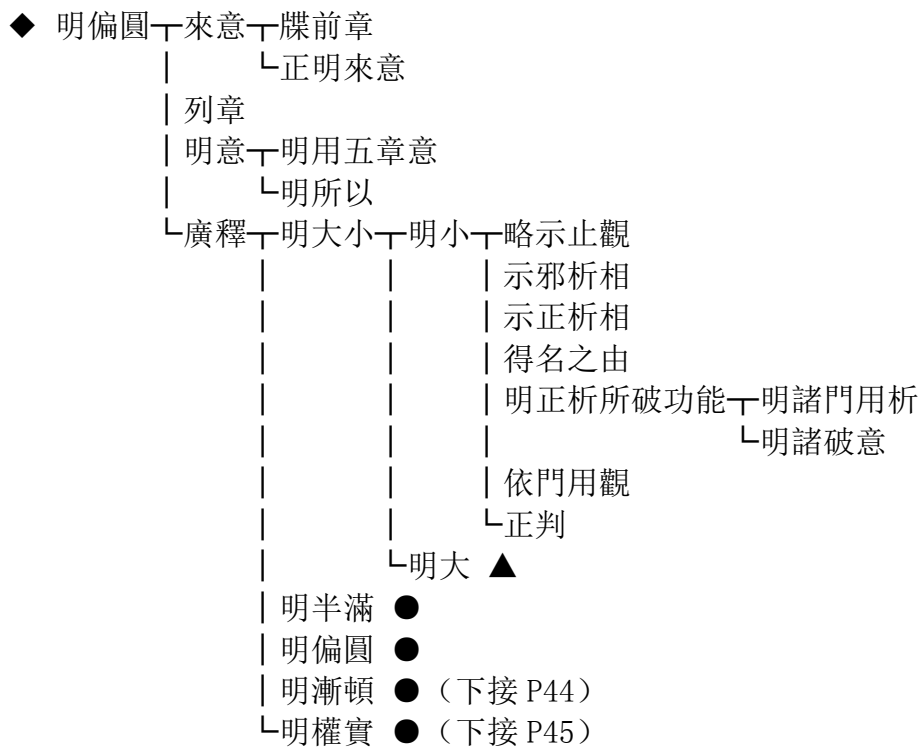 ◆ 明偏圓┬來意┬牒前章
│ └正明來意
│列章
│明意┬明用五章意
│ └明所以
└廣釋┬明大小┬明小┬略示止觀
│ │ │示邪析相
│ │ │示正析相
│ │ │得名之由
│ │ │明正析所破功能┬明諸門用析
│ │ │ └明諸破意
│ │ │依門用觀
│ │ └正判
│ └明大 ▲
│明半滿 ●
│明偏圓 ●
│明漸頓 ●（下接 P44）
└明權實 ●（下接 P45）